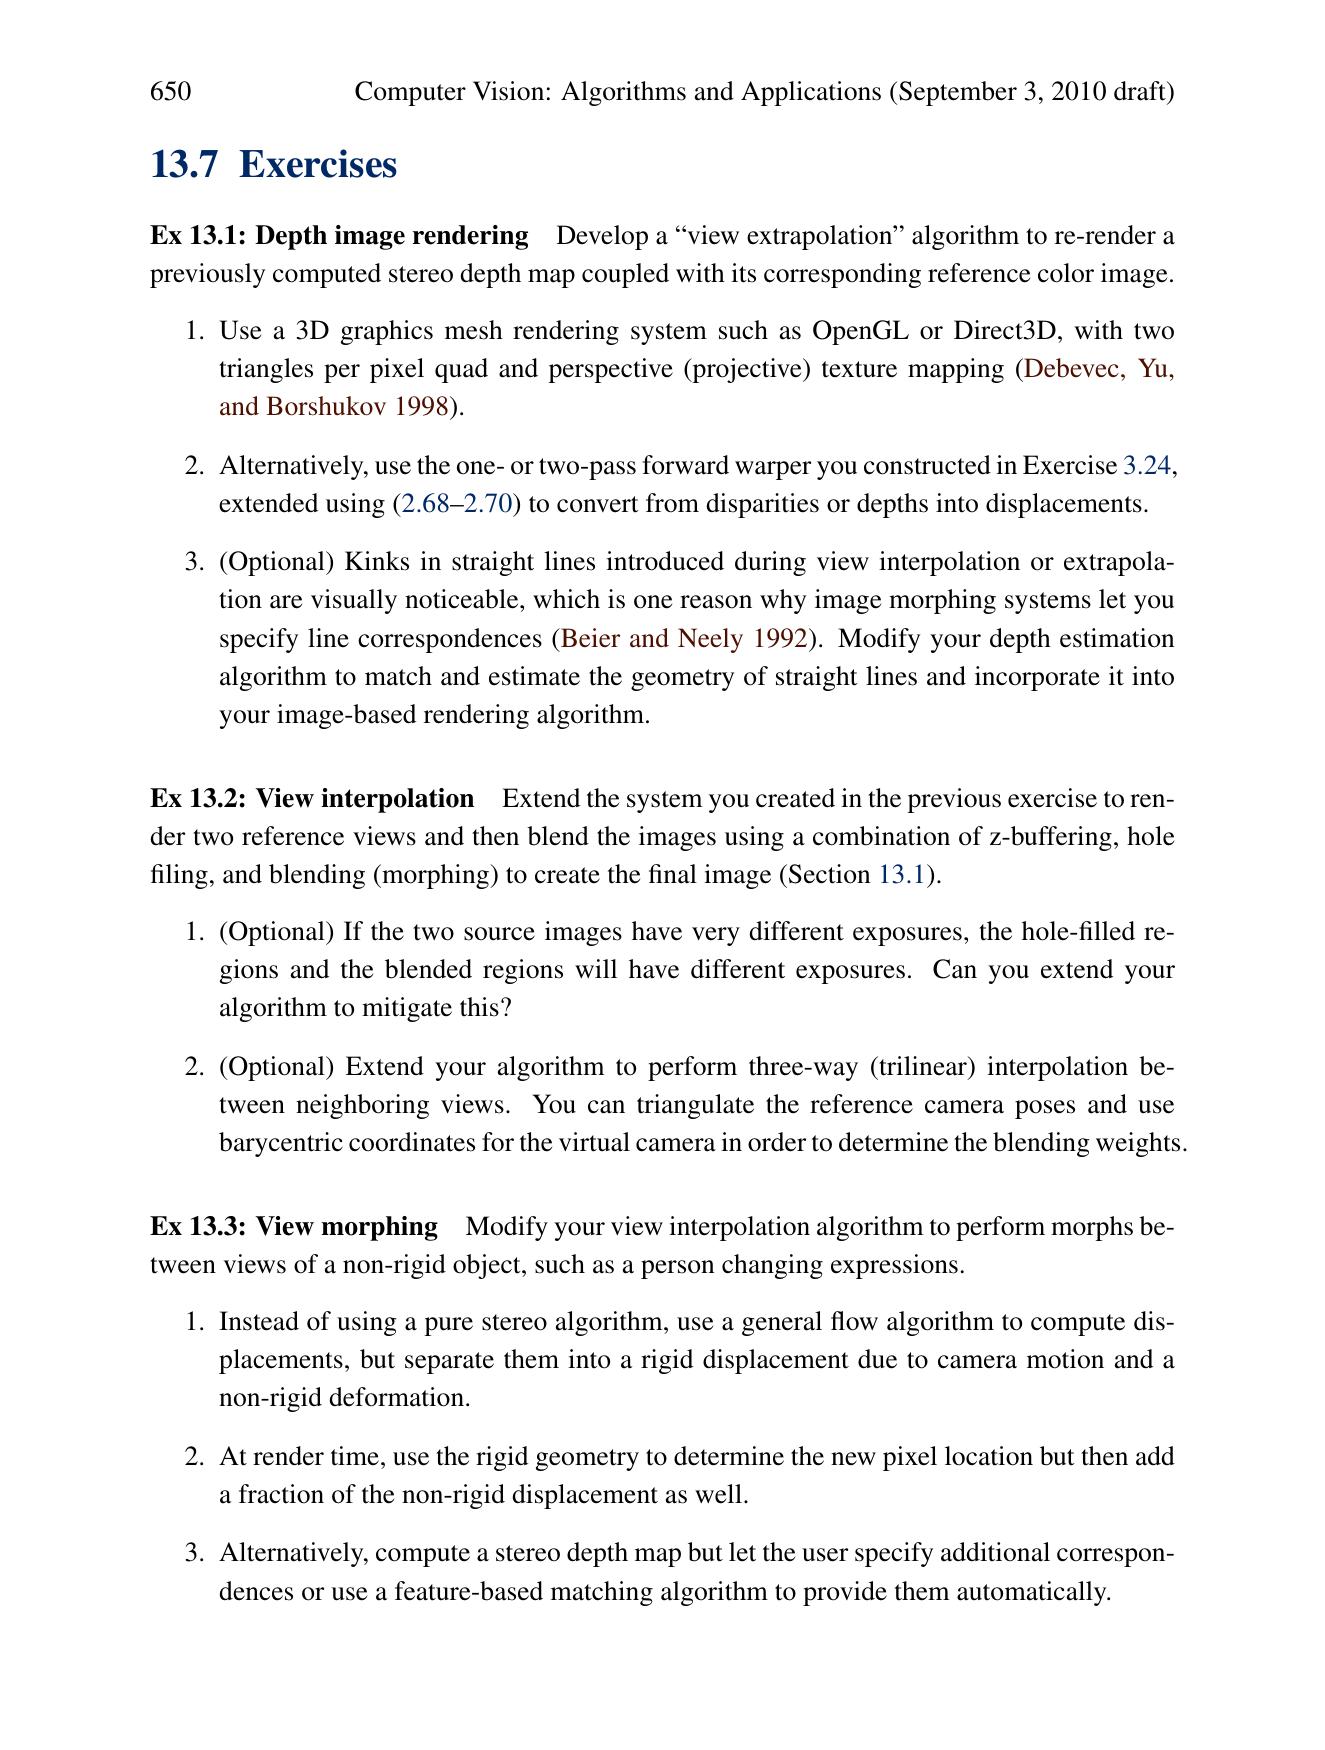 650 Computer Vision: Algorithms and Applications (September 3, 2010 draft)
13.7 Exercises
Ex 13.1: Depth image rendering Develop a “view extrapolation” algorithm to re-render a
previously computed stereo depth map coupled with its corresponding reference color image.
1. Use a 3D graphics mesh rendering system such as OpenGL or Direct3D, with two
triangles per pixel quad and perspective (projective) texture mapping (Debevec, Yu,
and Borshukov 1998).
2. Alternatively, use the one- or two-pass forward warper you constructed in Exercise 3.24,
extended using (2.68–2.70) to convert from disparities or depths into displacements.
3. (Optional) Kinks in straight lines introduced during view interpolation or extrapola-
tion are visually noticeable, which is one reason why image morphing systems let you
specify line correspondences (Beier and Neely 1992). Modify your depth estimation
algorithm to match and estimate the geometry of straight lines and incorporate it into
your image-based rendering algorithm.
Ex 13.2: View interpolation Extend the system you created in the previous exercise to ren-
der two reference views and then blend the images using a combination of z-buffering, hole
filing, and blending (morphing) to create the final image (Section 13.1).
1. (Optional) If the two source images have very different exposures, the hole-filled re-
gions and the blended regions will have different exposures. Can you extend your
algorithm to mitigate this?
2. (Optional) Extend your algorithm to perform three-way (trilinear) interpolation be-
tween neighboring views. You can triangulate the reference camera poses and use
barycentric coordinates for the virtual camera in order to determine the blending weights.
Ex 13.3: View morphing Modify your view interpolation algorithm to perform morphs be-
tween views of a non-rigid object, such as a person changing expressions.
1. Instead of using a pure stereo algorithm, use a general flow algorithm to compute dis-
placements, but separate them into a rigid displacement due to camera motion and a
non-rigid deformation.
2. At render time, use the rigid geometry to determine the new pixel location but then add
a fraction of the non-rigid displacement as well.
3. Alternatively, compute a stereo depth map but let the user specify additional correspon-
dences or use a feature-based matching algorithm to provide them automatically.